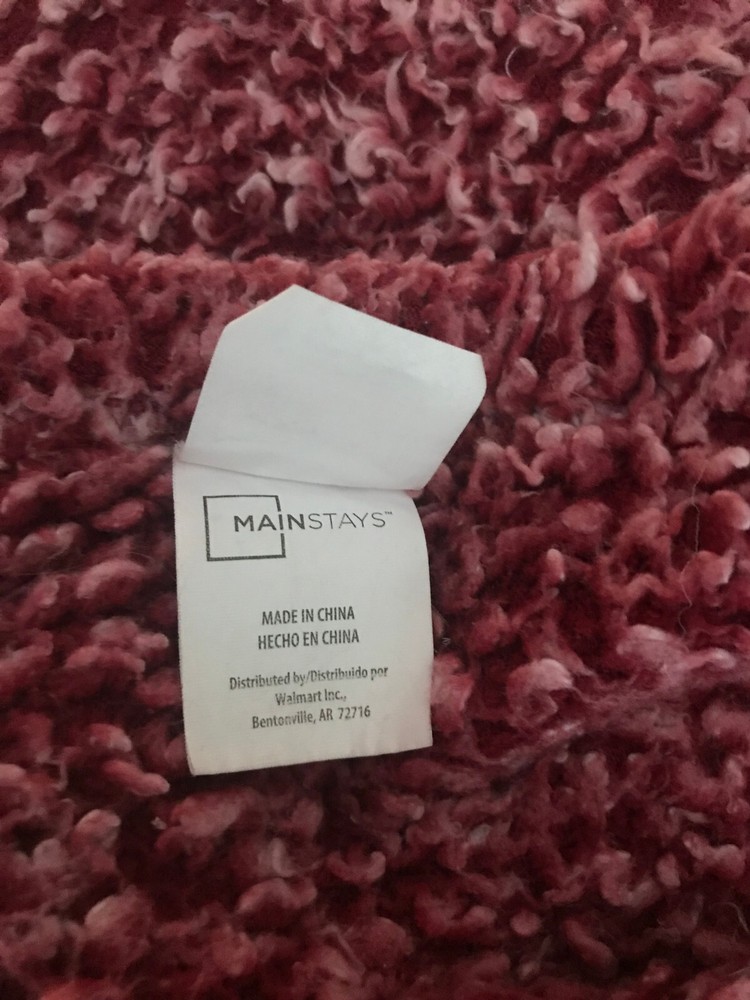 MAINSTAYS™
MADE IN CHINA
HECHO EN CHINA
Distributed by/Distribuido por
Walmart Inc.,
Bentonville, AR 72716